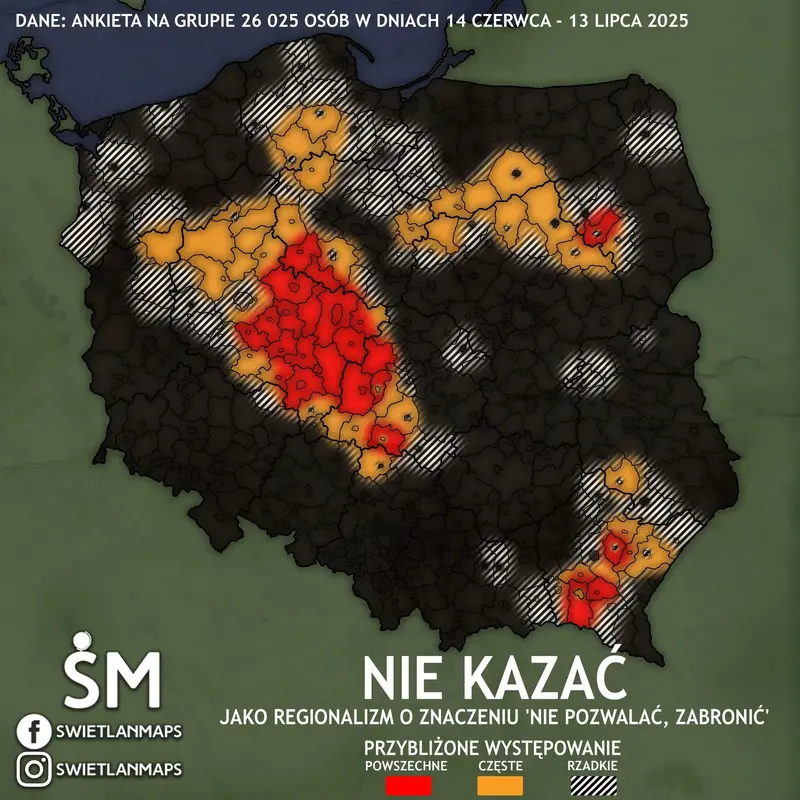 DANE: ANKIETA NA GRUPIE 26 025 OSÓB W DNIACH 14 CZERWCA - 13 LIPCA 2025
ŚM
SWIETLANMAPS
SWIETLANMAPS
NIE KAZAĆ
JAKO REGIONALIZM O ZNACZENIU 'NIE POZWALAĆ, ZABRONIĆ'
PRZYBLIŻONE WYSTĘPOWANIE
POWSZECHNE CZĘSTE RZADKIE